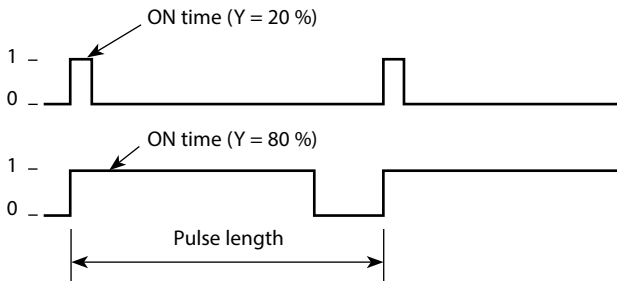 ON time (Y = 20 %)
1
0
ON time (Y = 80 %)
1
0
Pulse length